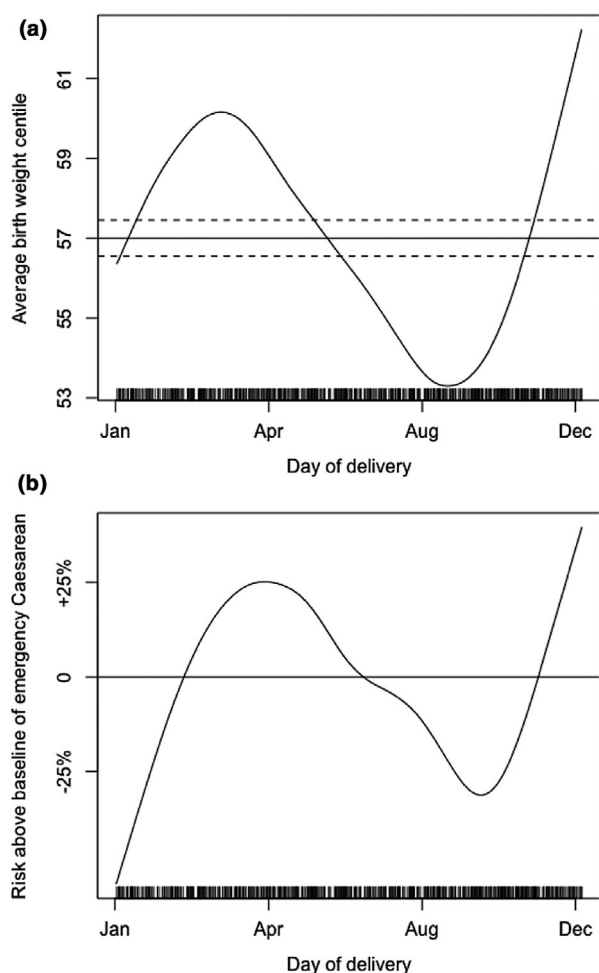 (a)
Average birth weight centile
61
59
57
55
53
Jan Apr Aug Dec
Day of delivery
(b)
Risk above baseline of emergency Caesarean
+25%
0
-25%
Jan Apr Aug Dec
Day of delivery